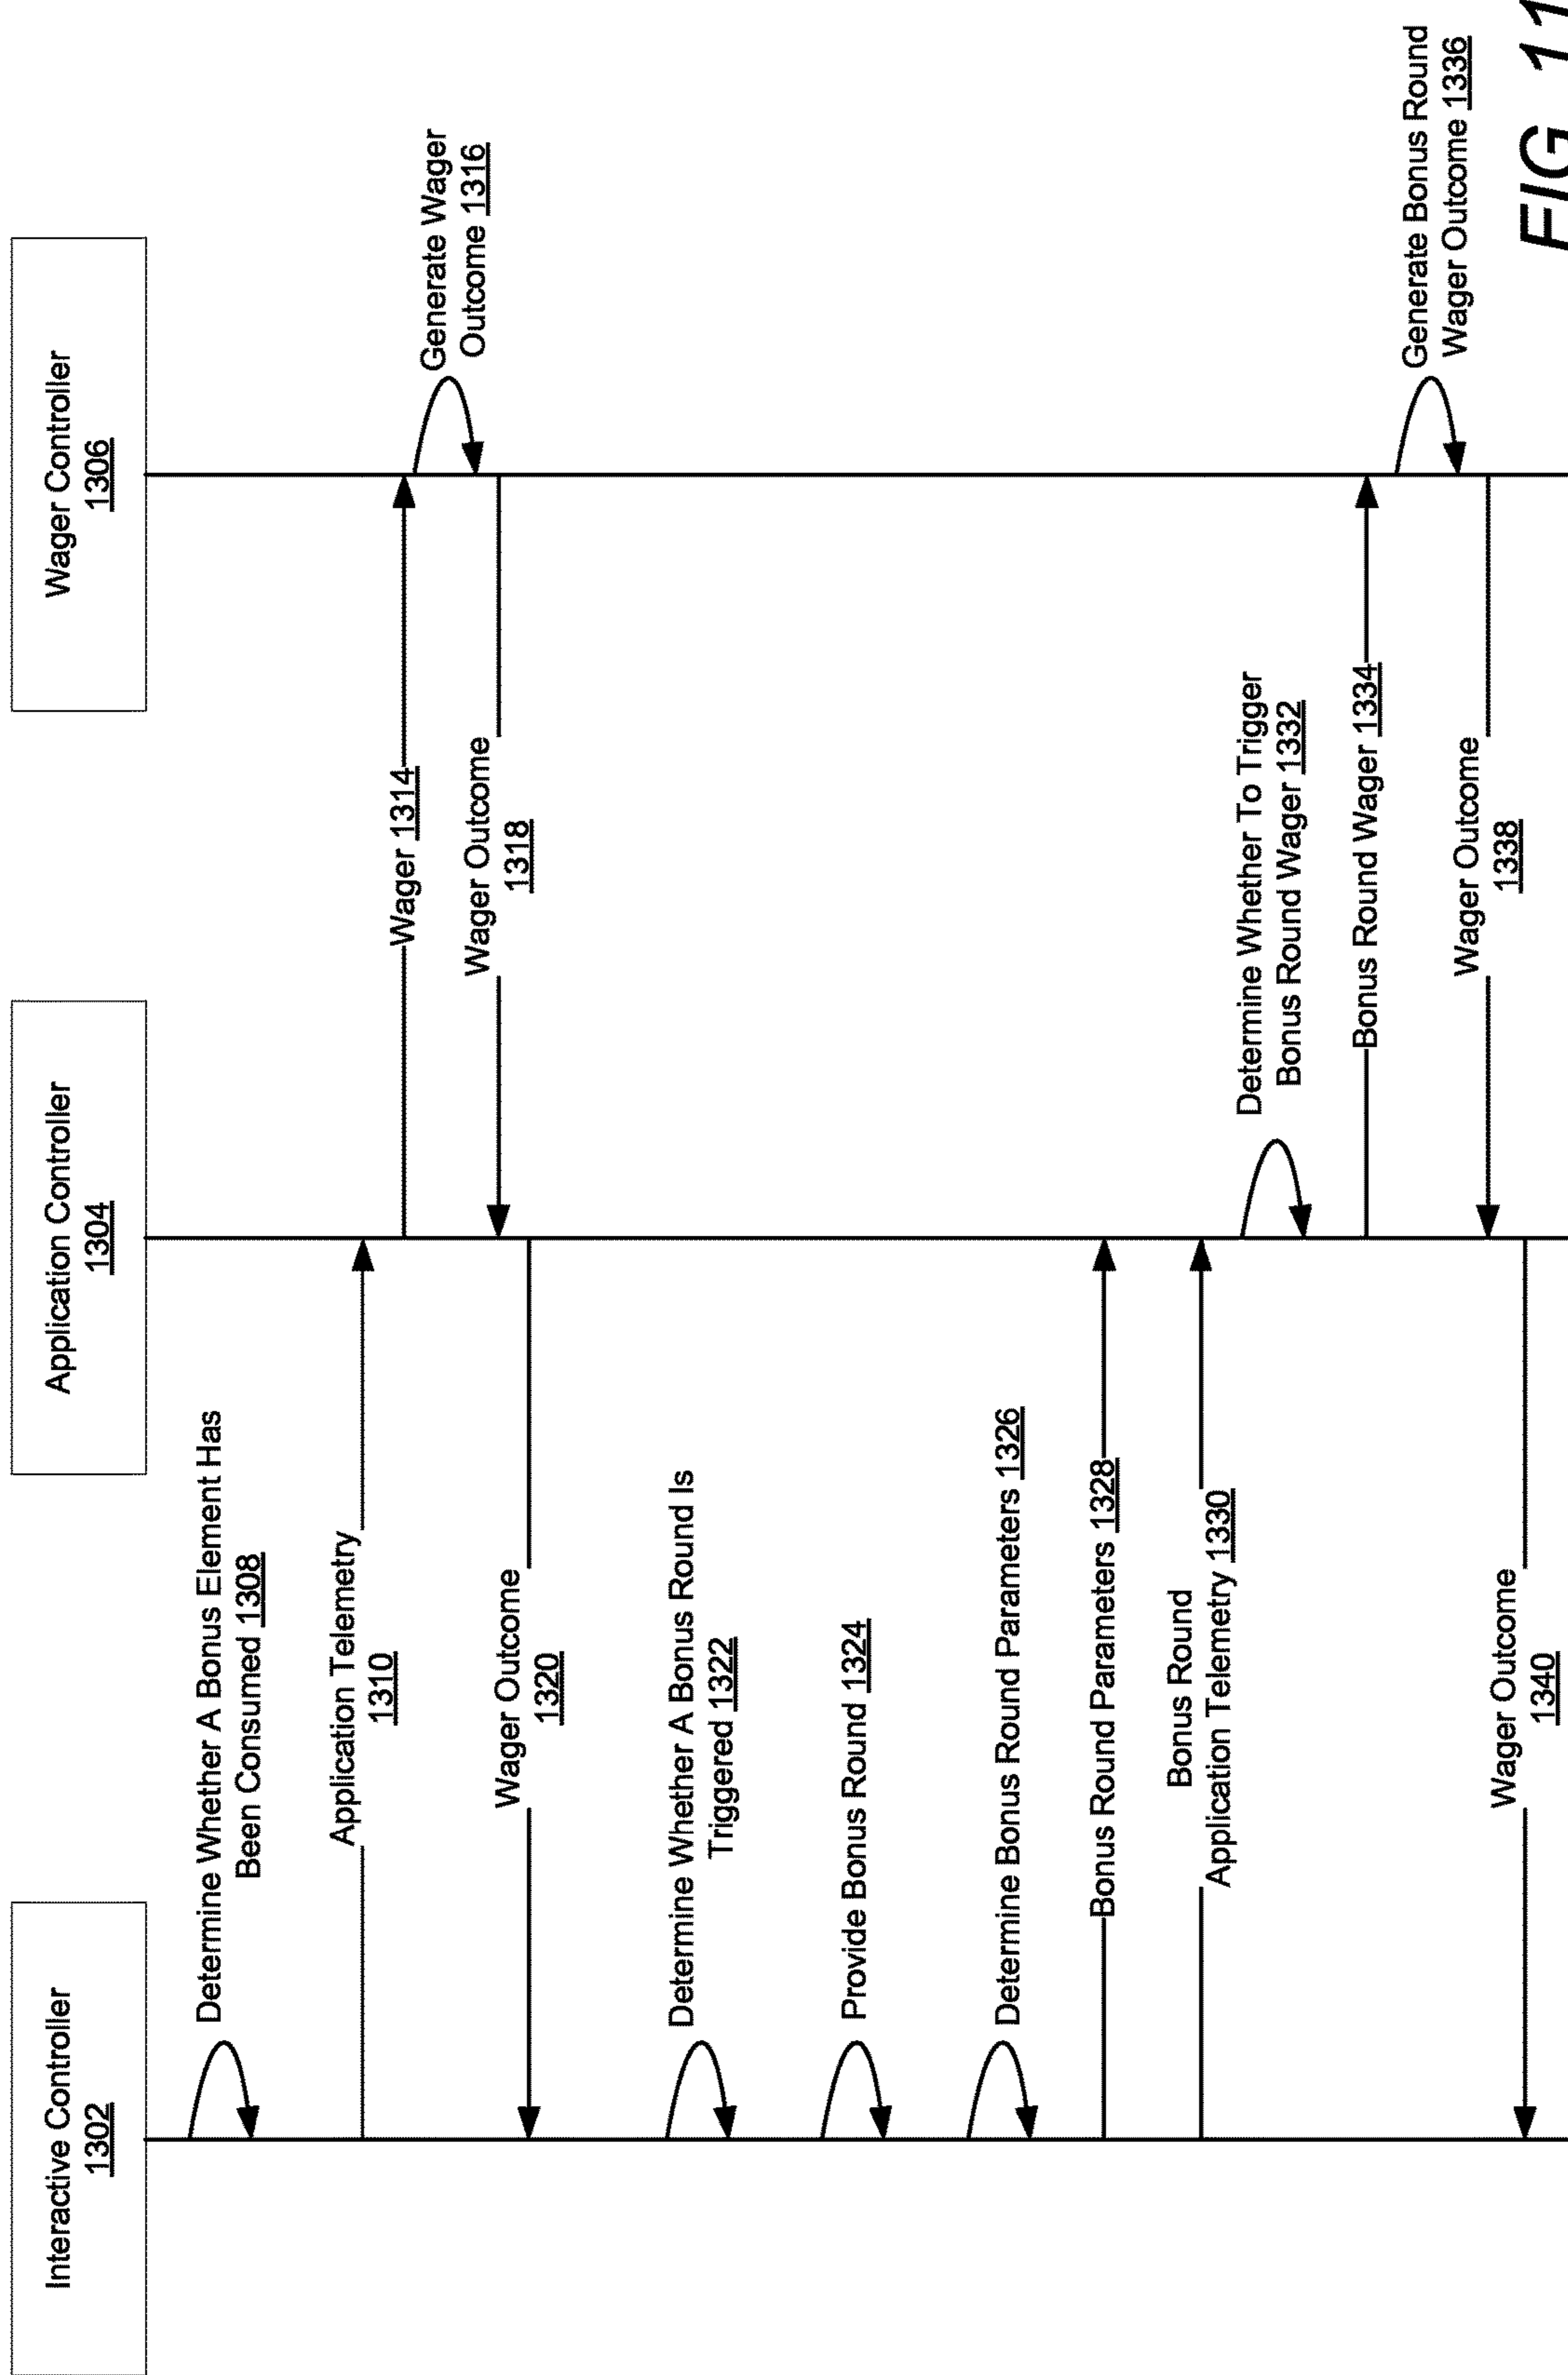 Interactive Controller
1302
Application Controller
1304
Wager Controller
1306
Determine Whether A Bonus Element Has
Been Consumed 1308
Application Telemetry
1310
Wager 1314
Generate Wager
Outcome 1316
Wager Outcome
1318
Wager Outcome
1320
Determine Whether A Bonus Round Is
Triggered 1322
Provide Bonus Round 1324
Determine Bonus Round Parameters 1326
Bonus Round Parameters 1328
Bonus Round
Application Telemetry 1330
Determine Whether To Trigger
Bonus Round Wager 1332
Bonus Round Wager 1334
Generate Bonus Round
Wager Outcome 1336
Wager Outcome
1338
Wager Outcome
1340
FIG 11